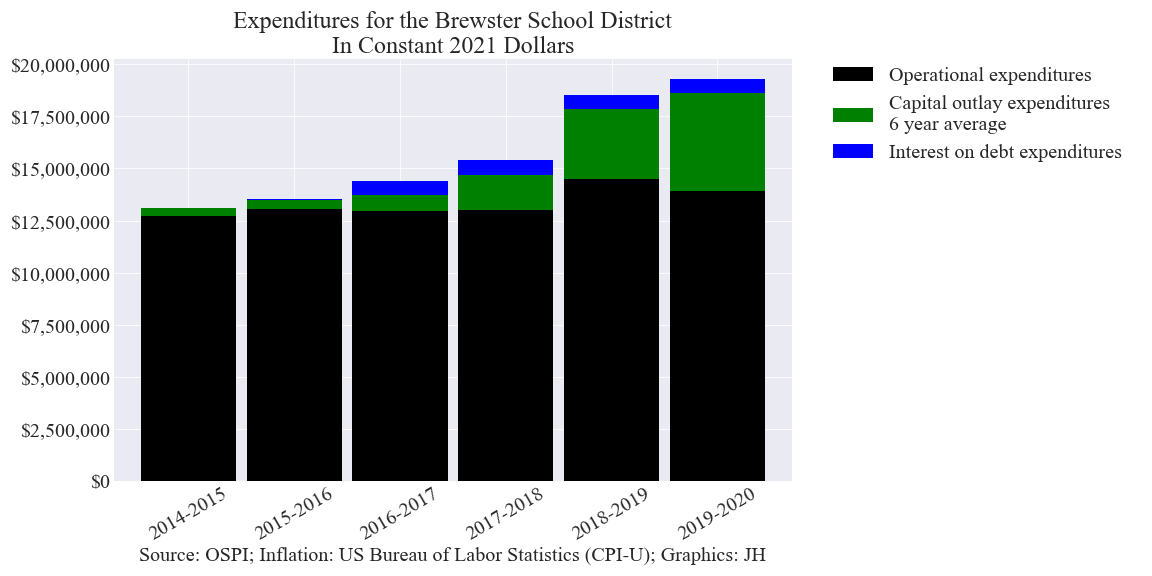 Expenditures for the Brewster School District
In Constant 2021 Dollars
$20,000,000
$17,500,000
$15,000,000
$12,500,000
$10,000,000
$7,500,000
$5,000,000
$2,500,000
$0
Operational expenditures
Capital outlay expenditures
6 year average
Interest on debt expenditures
2014-2015
2015-2016
2016-2017
2017-2018
2018-2019
2019-2020
Source: OSPI; Inflation: US Bureau of Labor Statistics (CPI-U); Graphics: JH